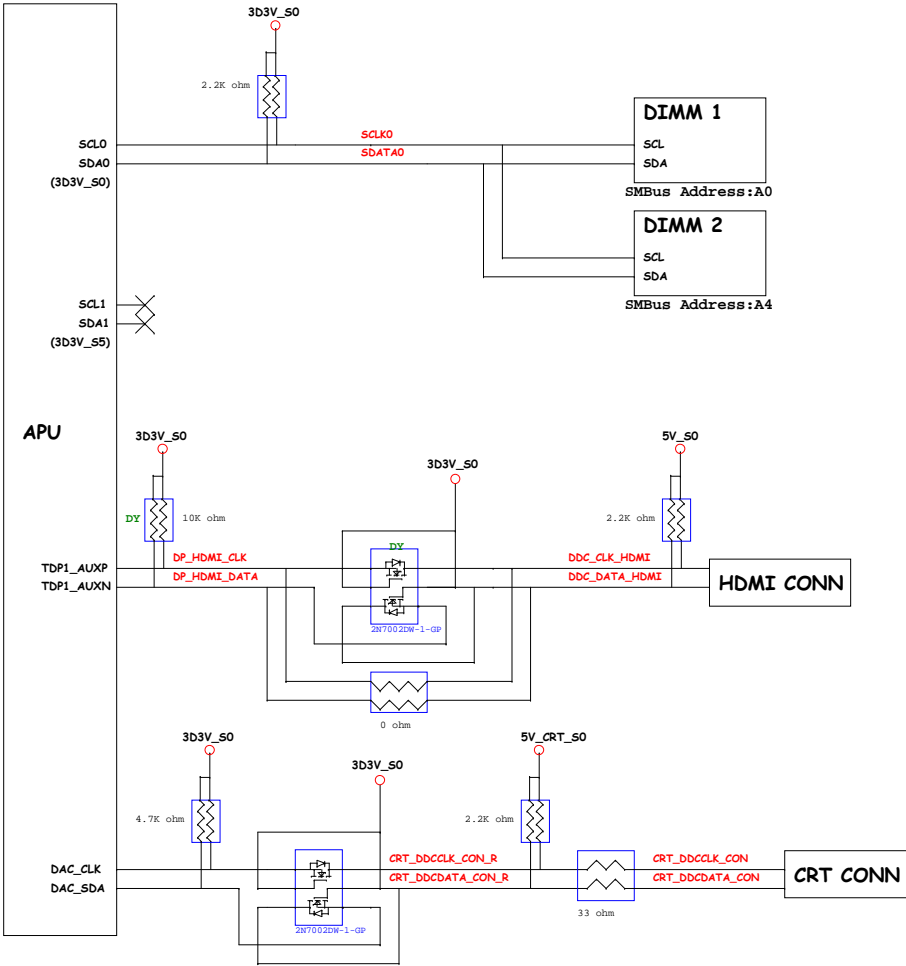 3D3V_S0
2.2K ohm
SCL0
SDA0
(3D3V_S0)
SCLK0
SDATA0
DIMM 1
SCL
SDA
SMBus Address:A0
DIMM 2
SCL
SDA
SMBus Address:A4
SCL1
SDA1
(3D3V_S5)
APU
3D3V_S0
DY
10K ohm
3D3V_S0
5V_S0
2.2K ohm
TDP1_AUXP
TDP1_AUXN
DP_HDMI_CLK
DP_HDMI_DATA
DY
2N7002DW-1-GP
DDC_CLK_HDMI
DDC_DATA_HDMI
HDMI CONN
0 ohm
3D3V_S0
4.7K ohm
3D3V_S0
5V_CRT_S0
2.2K ohm
DAC_CLK
DAC_SDA
2N7002DW-1-GP
CRT_DDCCLK_CON_R
CRT_DDCDATA_CON_R
33 ohm
CRT_DDCCLK_CON
CRT_DDCDATA_CON
CRT CONN